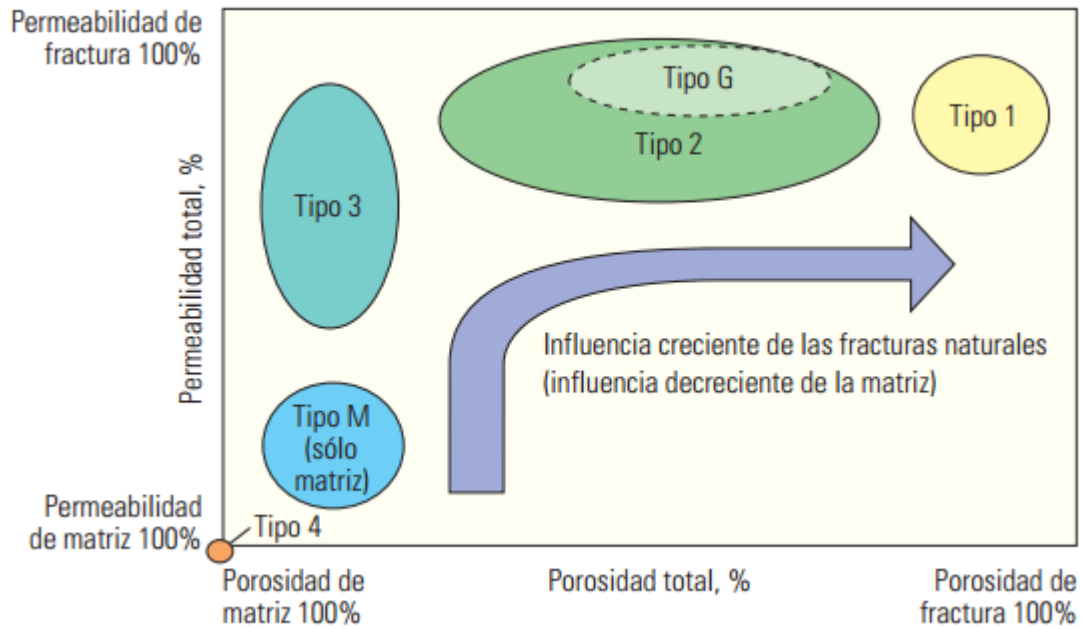 Permeabilidad de
fractura 100%
Tipo G
Tipo 2
Tipo 1
Tipo 3
Permeabilidad total, %
Influencia creciente de las fracturas naturales
(influencia decreciente de la matriz)
Tipo M
(sólo
matriz)
Permeabilidad
de matriz 100%
Tipo 4
Porosidad de
matriz 100%
Porosidad total, %
Porosidad de
fractura 100%